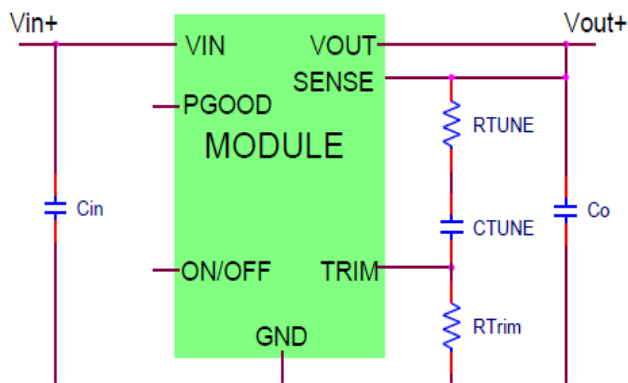 Vin+
Vout+
VIN
VOUT
SENSE
PGOOD
RTUNE
MODULE
Cin
CTUNE
Co
ON/OFF
TRIM
RTrim
GND